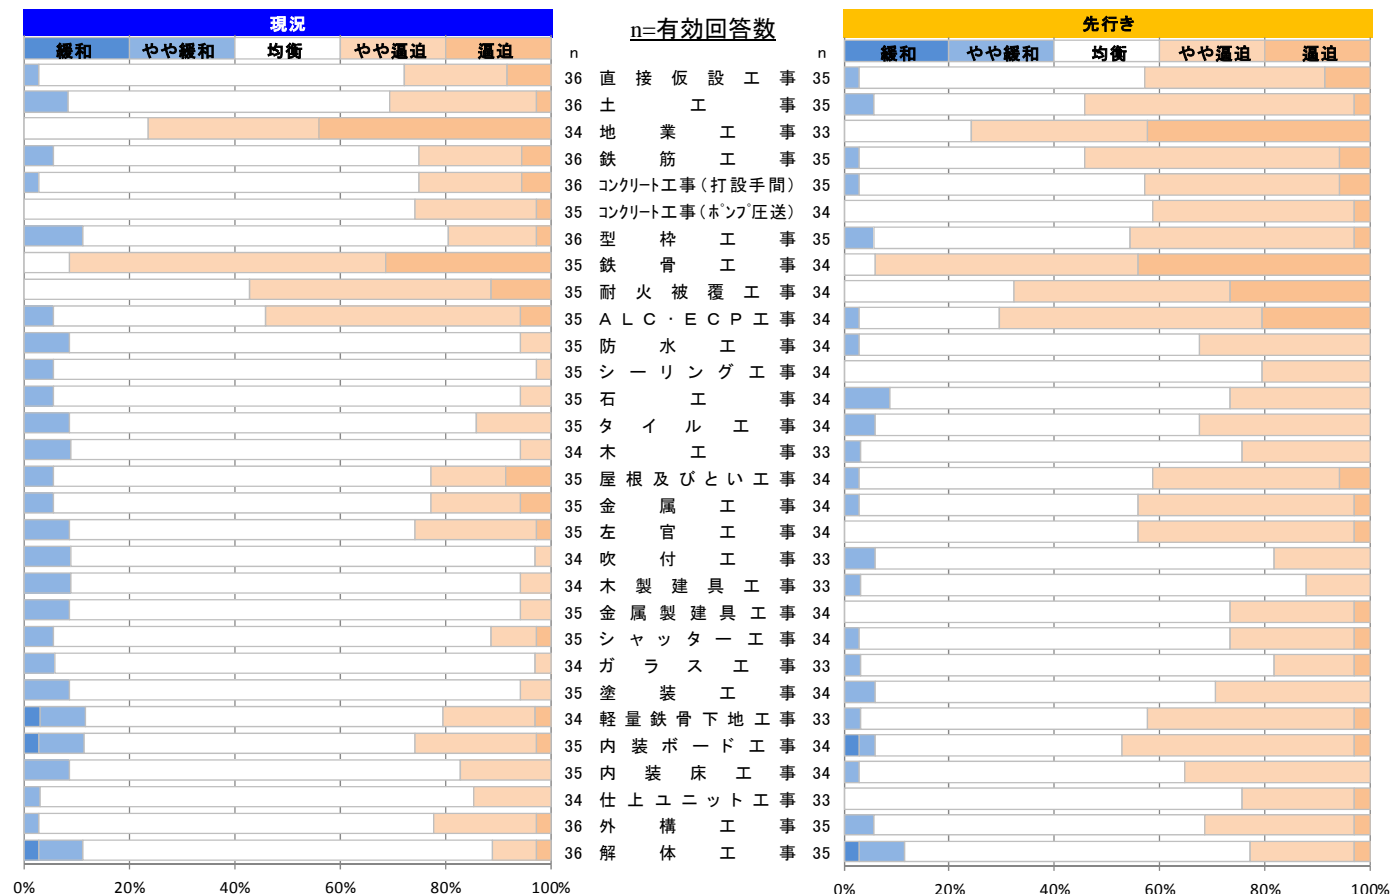 現況
n=有効回答数
先行き
緩和 やや緩和 均衡 やや逼迫 逼迫
n
n
緩和 やや緩和 均衡 やや逼迫 逼迫
36 直接仮設工事 35
36 土工事 35
34 地業工事 33
36 鉄筋工事 35
36 コンクリート工事(打設手間) 35
35 コンクリート工事(ポンプ圧送) 34
36 型枠工事 35
35 鉄骨工事 34
35 耐火被覆工事 34
35 ALC・ECP工事 34
35 防水工事 34
35 シーリング工事 34
35 石工事 34
35 タイル工事 34
34 木工事 33
35 屋根及びとい工事 34
35 金属工事 34
35 左官工事 34
34 吹付工事 33
34 木製建具工事 33
35 金属製建具工事 34
35 シャッター工事 34
34 ガラス工事 33
35 塗装工事 34
34 軽量鉄骨下地工事 33
35 内装ボード工事 34
35 内装床工事 34
34 仕上ユニット工事 33
36 外構工事 35
36 解体工事 35
0% 20% 40% 60% 80% 100%
0% 20% 40% 60% 80% 100%